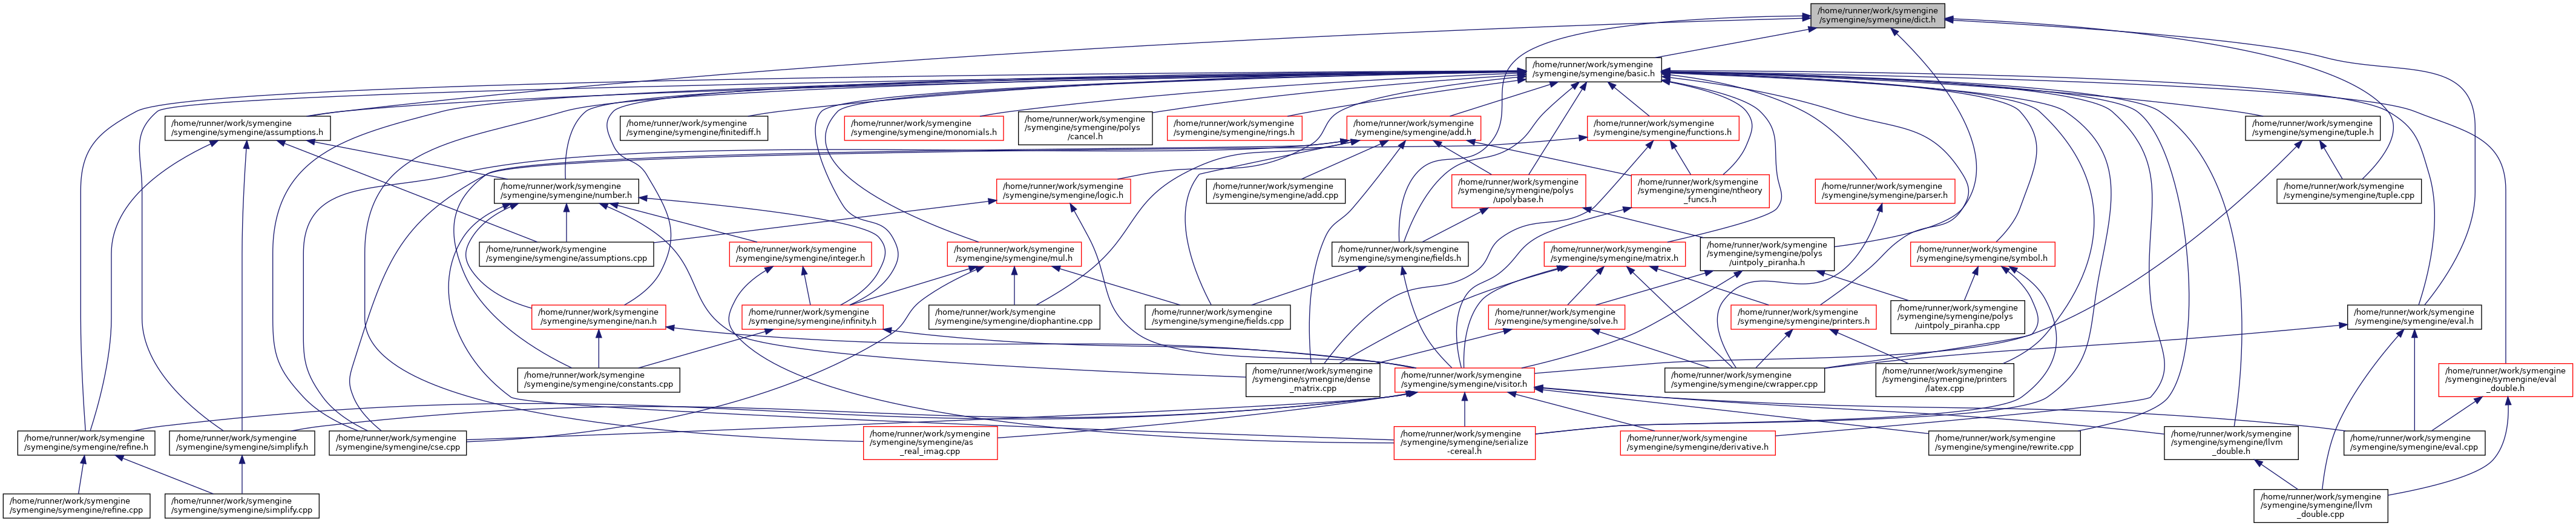 /home/runner/work/symengine
/symengine/symengine/dict.h
/home/runner/work/symengine
/symengine/symengine/basic.h
/home/runner/work/symengine
/symengine/symengine/assumptions.h
/home/runner/work/symengine
/symengine/symengine/finitediff.h
/home/runner/work/symengine
/symengine/symengine/monomials.h
/home/runner/work/symengine
/symengine/symengine/polys
/cancel.h
/home/runner/work/symengine
/symengine/symengine/rings.h
/home/runner/work/symengine
/symengine/symengine/add.h
/home/runner/work/symengine
/symengine/symengine/functions.h
/home/runner/work/symengine
/symengine/symengine/tuple.h
/home/runner/work/symengine
/symengine/symengine/number.h
/home/runner/work/symengine
/symengine/symengine/logic.h
/home/runner/work/symengine
/symengine/symengine/add.cpp
/home/runner/work/symengine
/symengine/symengine/polys
/upolybase.h
/home/runner/work/symengine
/symengine/symengine/ntheory
_funcs.h
/home/runner/work/symengine
/symengine/symengine/parser.h
/home/runner/work/symengine
/symengine/symengine/tuple.cpp
/home/runner/work/symengine
/symengine/symengine/assumptions.cpp
/home/runner/work/symengine
/symengine/symengine/integer.h
/home/runner/work/symengine
/symengine/symengine/mul.h
/home/runner/work/symengine
/symengine/symengine/fields.h
/home/runner/work/symengine
/symengine/symengine/matrix.h
/home/runner/work/symengine
/symengine/symengine/polys
/uintpoly_piranha.h
/home/runner/work/symengine
/symengine/symengine/symbol.h
/home/runner/work/symengine
/symengine/symengine/nan.h
/home/runner/work/symengine
/symengine/symengine/infinity.h
/home/runner/work/symengine
/symengine/symengine/diophantine.cpp
/home/runner/work/symengine
/symengine/symengine/fields.cpp
/home/runner/work/symengine
/symengine/symengine/solve.h
/home/runner/work/symengine
/symengine/symengine/printers.h
/home/runner/work/symengine
/symengine/symengine/polys
/uintpoly_piranha.cpp
/home/runner/work/symengine
/symengine/symengine/eval.h
/home/runner/work/symengine
/symengine/symengine/constants.cpp
/home/runner/work/symengine
/symengine/symengine/dense
_matrix.cpp
/home/runner/work/symengine
/symengine/symengine/visitor.h
/home/runner/work/symengine
/symengine/symengine/cwrapper.cpp
/home/runner/work/symengine
/symengine/symengine/printers
/latex.cpp
/home/runner/work/symengine
/symengine/symengine/eval
_double.h
/home/runner/work/symengine
/symengine/symengine/refine.h
/home/runner/work/symengine
/symengine/symengine/simplify.h
/home/runner/work/symengine
/symengine/symengine/cse.cpp
/home/runner/work/symengine
/symengine/symengine/as
_real_imag.cpp
/home/runner/work/symengine
/symengine/symengine/serialize
-cereal.h
/home/runner/work/symengine
/symengine/symengine/derivative.h
/home/runner/work/symengine
/symengine/symengine/rewrite.cpp
/home/runner/work/symengine
/symengine/symengine/llvm
_double.h
/home/runner/work/symengine
/symengine/symengine/eval.cpp
/home/runner/work/symengine
/symengine/symengine/refine.cpp
/home/runner/work/symengine
/symengine/symengine/simplify.cpp
/home/runner/work/symengine
/symengine/symengine/llvm
_double.cpp